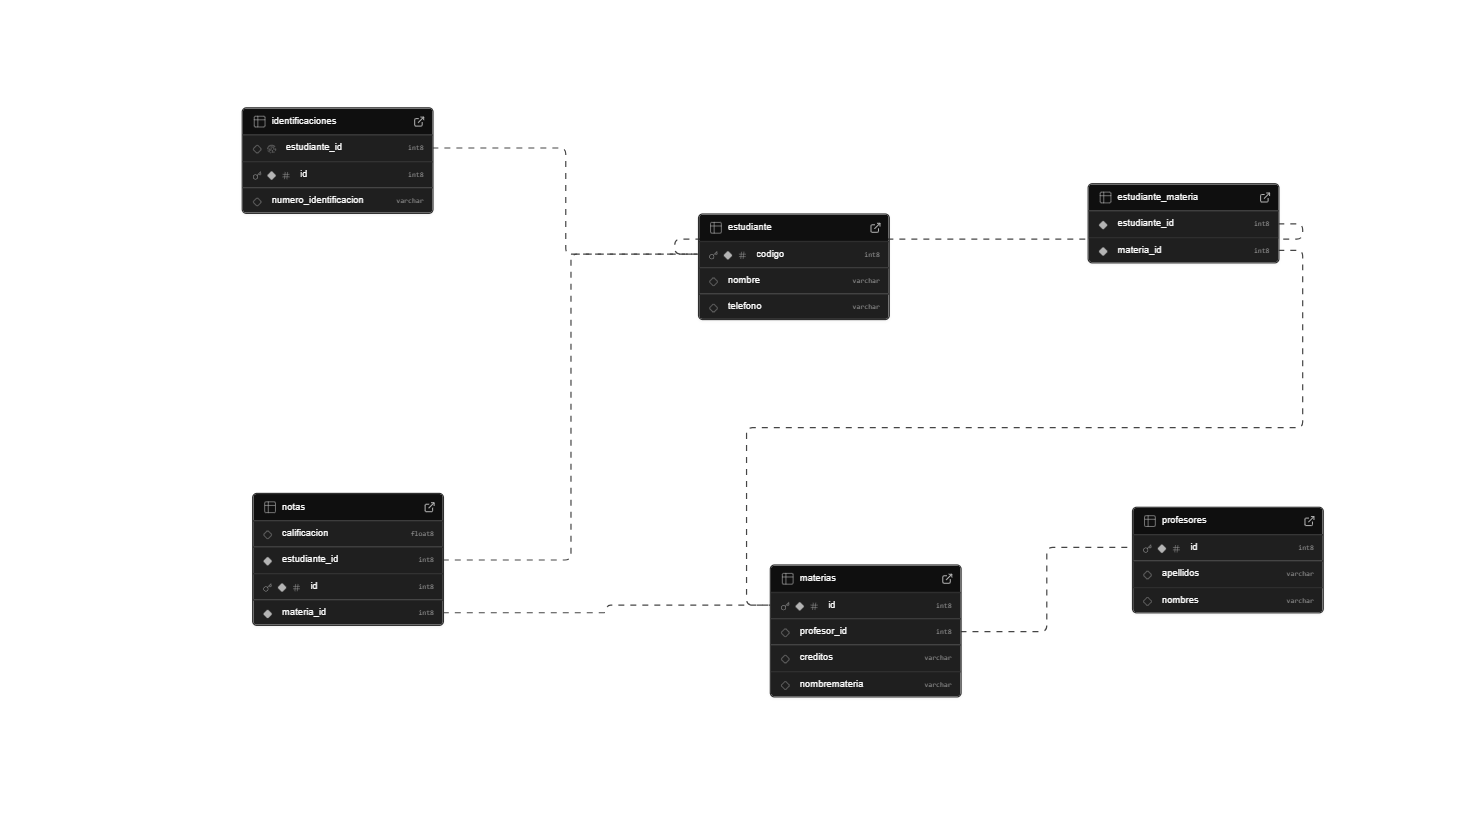 identificaciones
estudiante_id int8
id int8
numero_identificacion varchar
estudiante
codigo int8
nombre varchar
telefono varchar
estudiante_materia
estudiante_id int8
materia_id int8
notas
calificacion float8
estudiante_id int8
id int8
materia_id int8
materias
id int8
profesor_id int8
creditos varchar
nombremateria varchar
profesores
id int8
apellidos varchar
nombres varchar